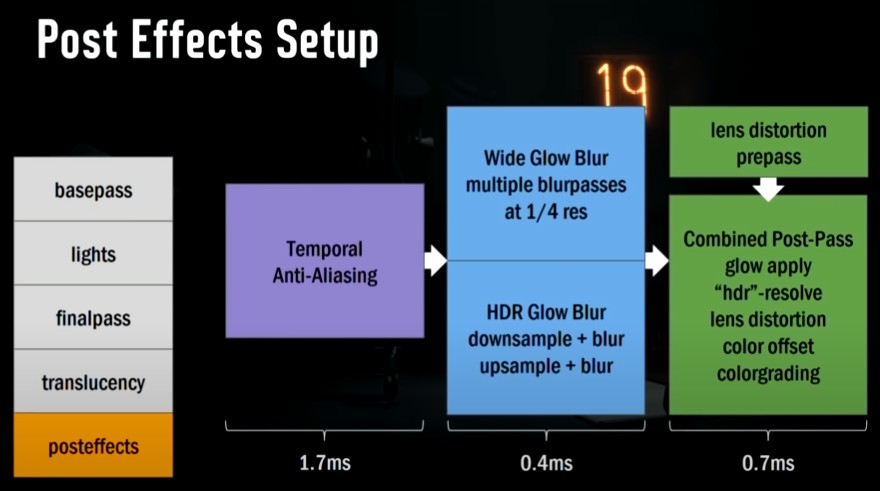 Post Effects Setup
19
basepass
lights
finalpass
translucency
posteffects
Temporal
Anti-Aliasing
1.7ms
Wide Glow Blur
multiple blurpasses
at 1/4 res
HDR Glow Blur
downsample + blur
upsample + blur
0.4ms
lens distortion
prepass
Combined Post-Pass
glow apply
“hdr”-resolve
lens distortion
color offset
colorgrading
0.7ms